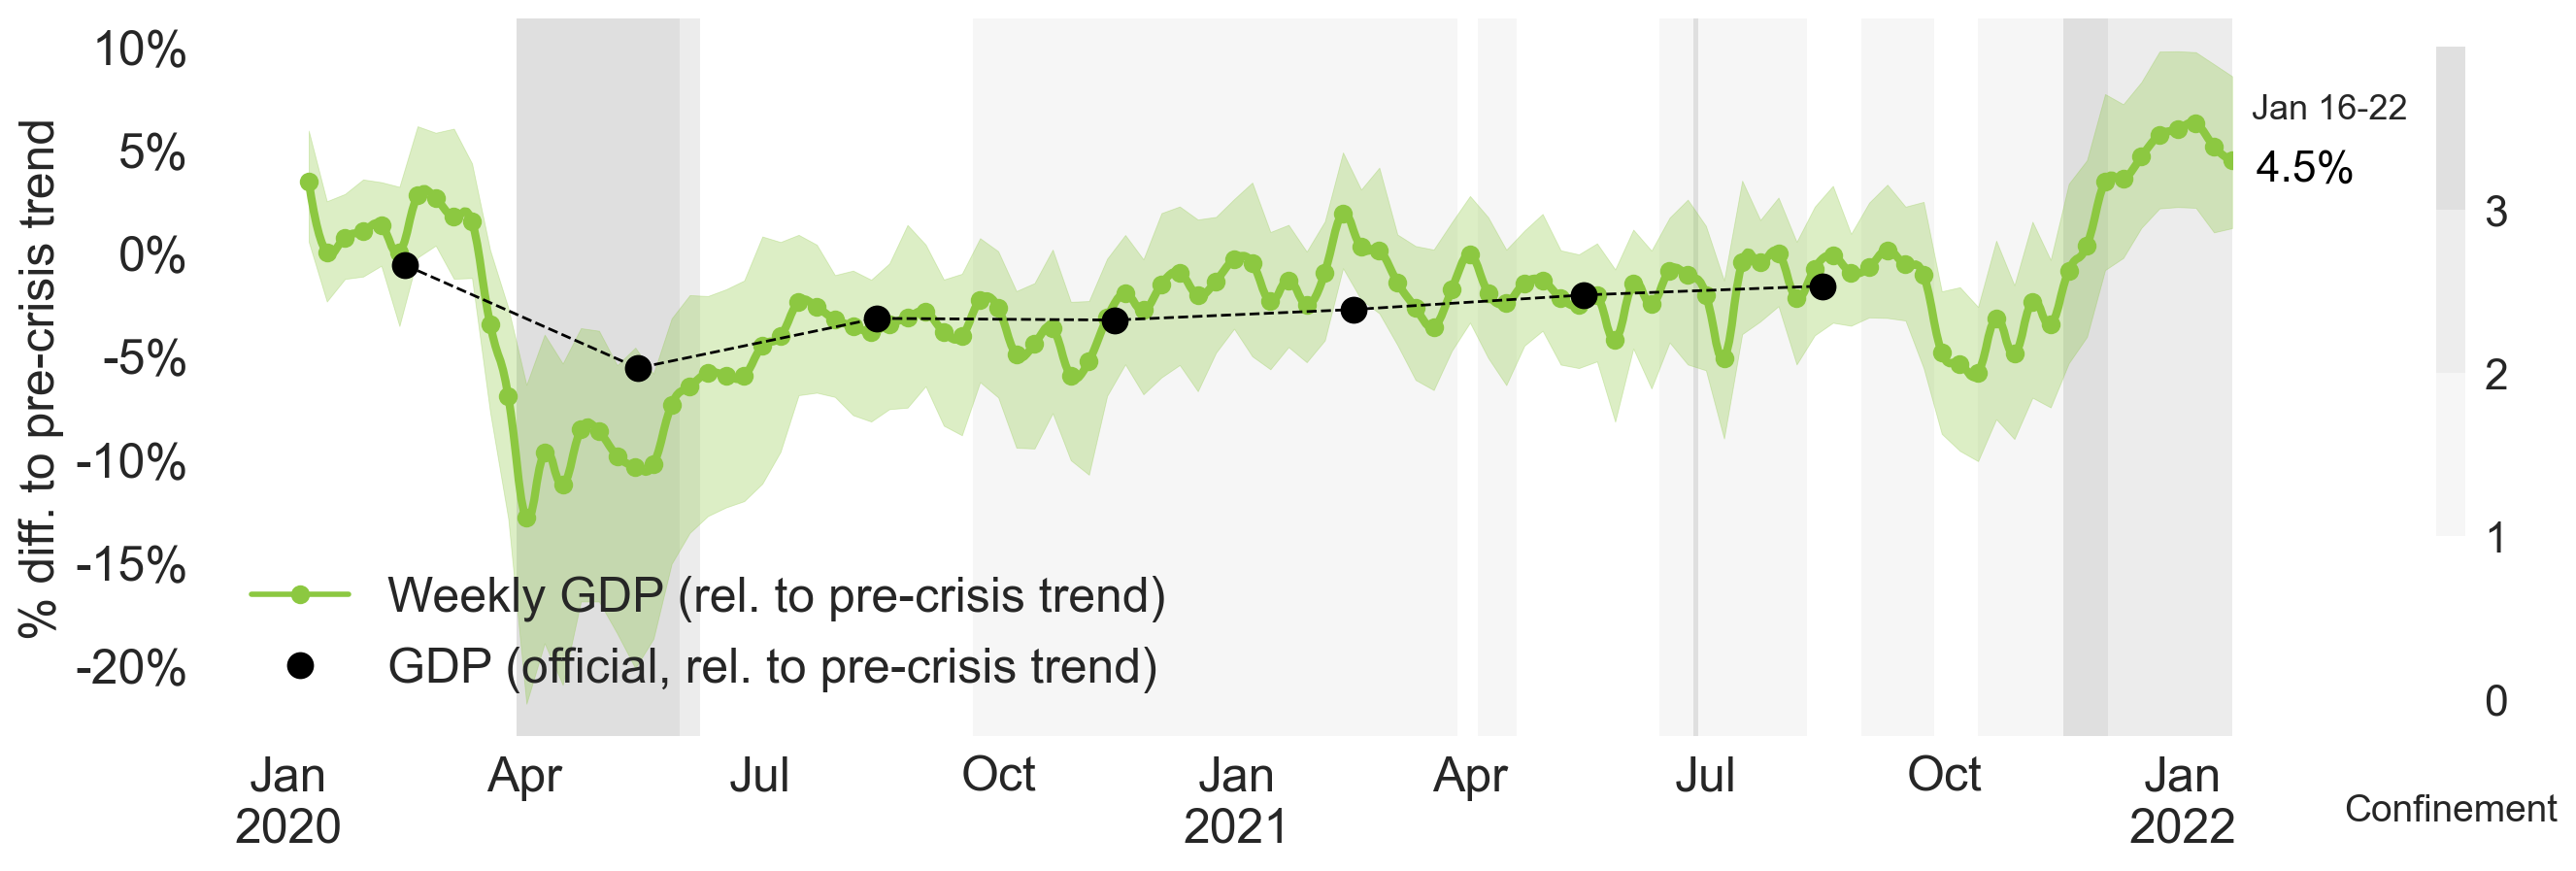 % diff. to pre-crisis trend
10%
5%
0%
-5%
-10%
-15%
-20%
Weekly GDP (rel. to pre-crisis trend)
GDP (official, rel. to pre-crisis trend)
Jan 16-22
4.5%
3
2
1
0
Confinement
Jan Apr Jul Oct Jan Apr Jul Oct Jan
2020 2021 2022